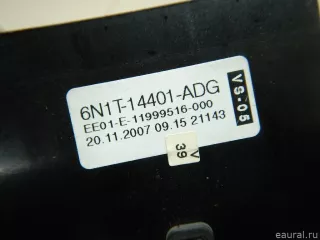 6N1T-14401-ADG
EE01-E-11999516-000
20.11.2007 09.15 21143
VS.05
V
39
eaural.ru